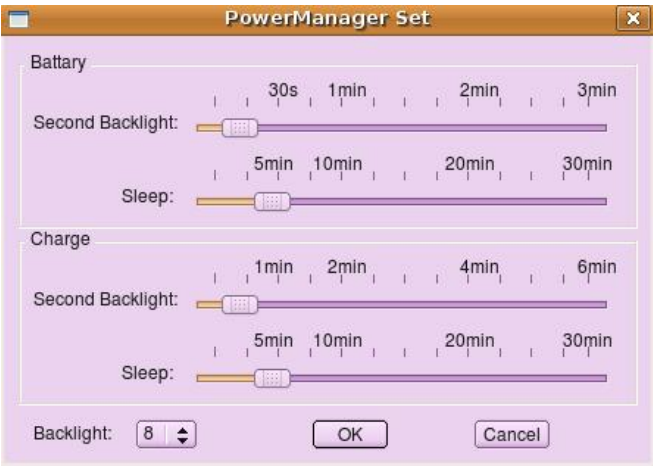 PowerManager Set
Battary
30s 1min 2min 3min
Second Backlight:
5min 10min 20min 30min
Sleep:
Charge
1min 2min 4min 6min
Second Backlight:
5min 10min 20min 30min
Sleep:
Backlight: 8 OK Cancel